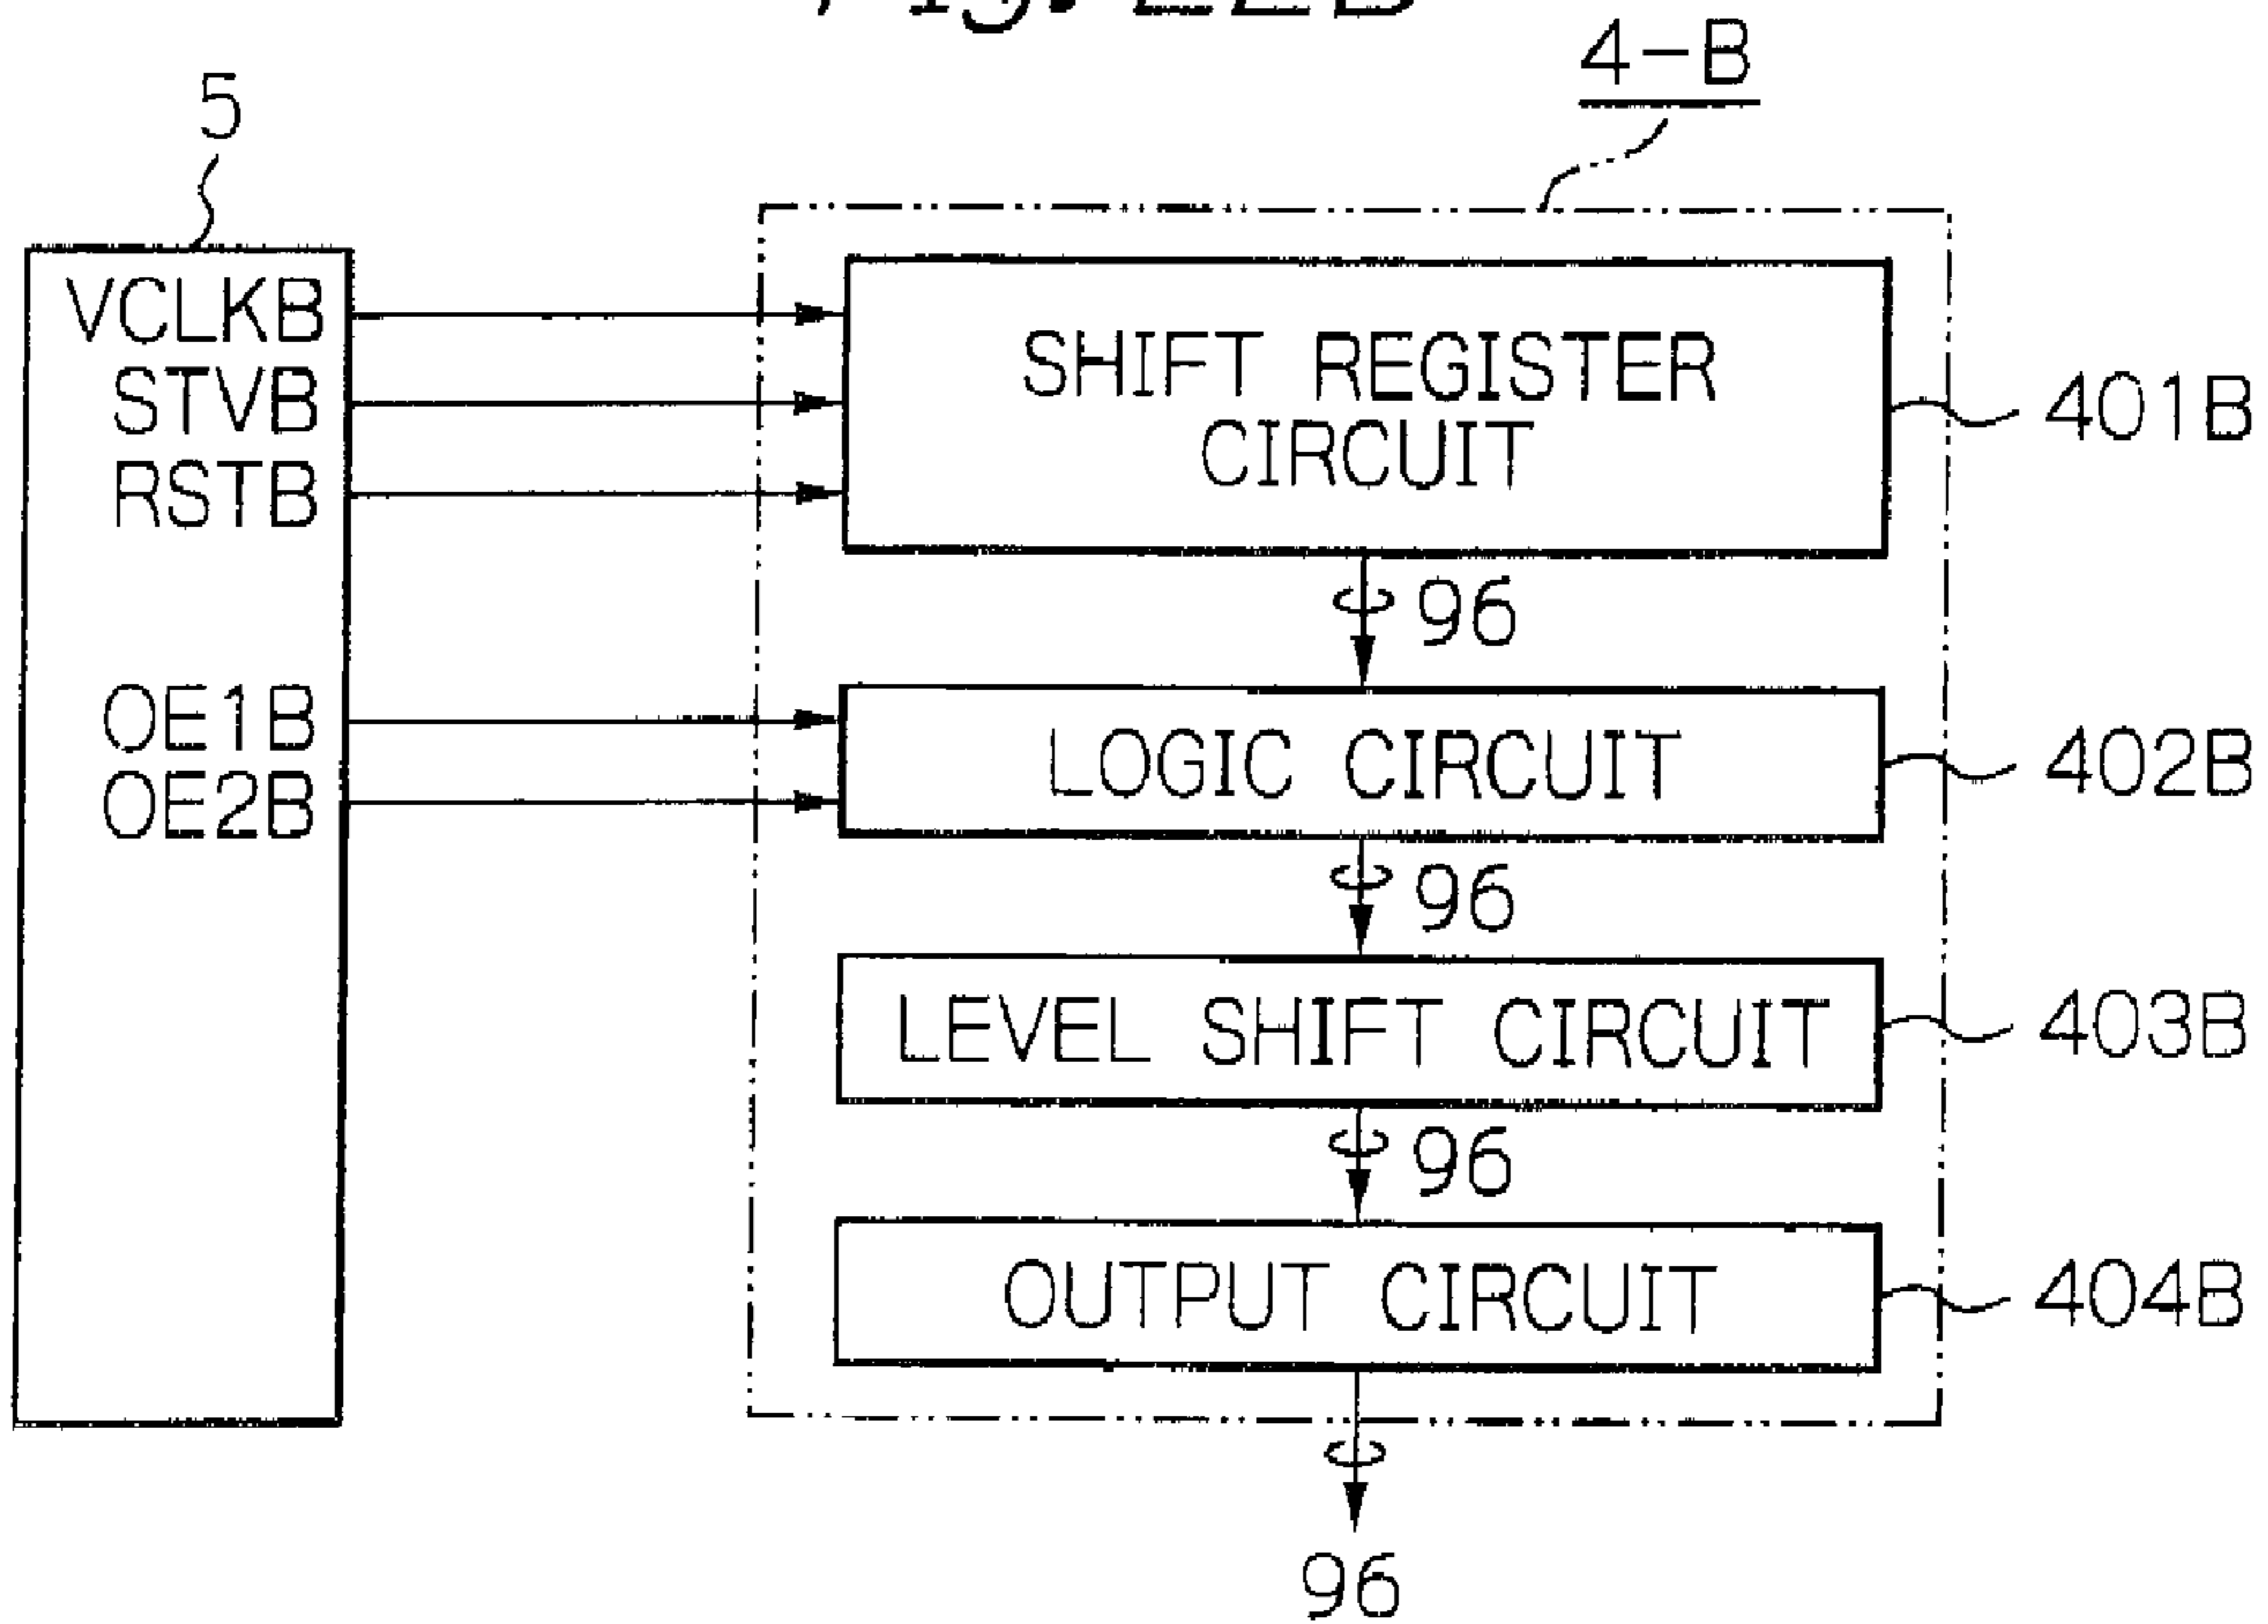 4-B
5
VCLKB
STVB
RSTB
OE1B
OE2B
SHIFT REGISTER
CIRCUIT
401B
96
LOGIC CIRCUIT
402B
96
LEVEL SHIFT CIRCUIT
403B
96
OUTPUT CIRCUIT
404B
96